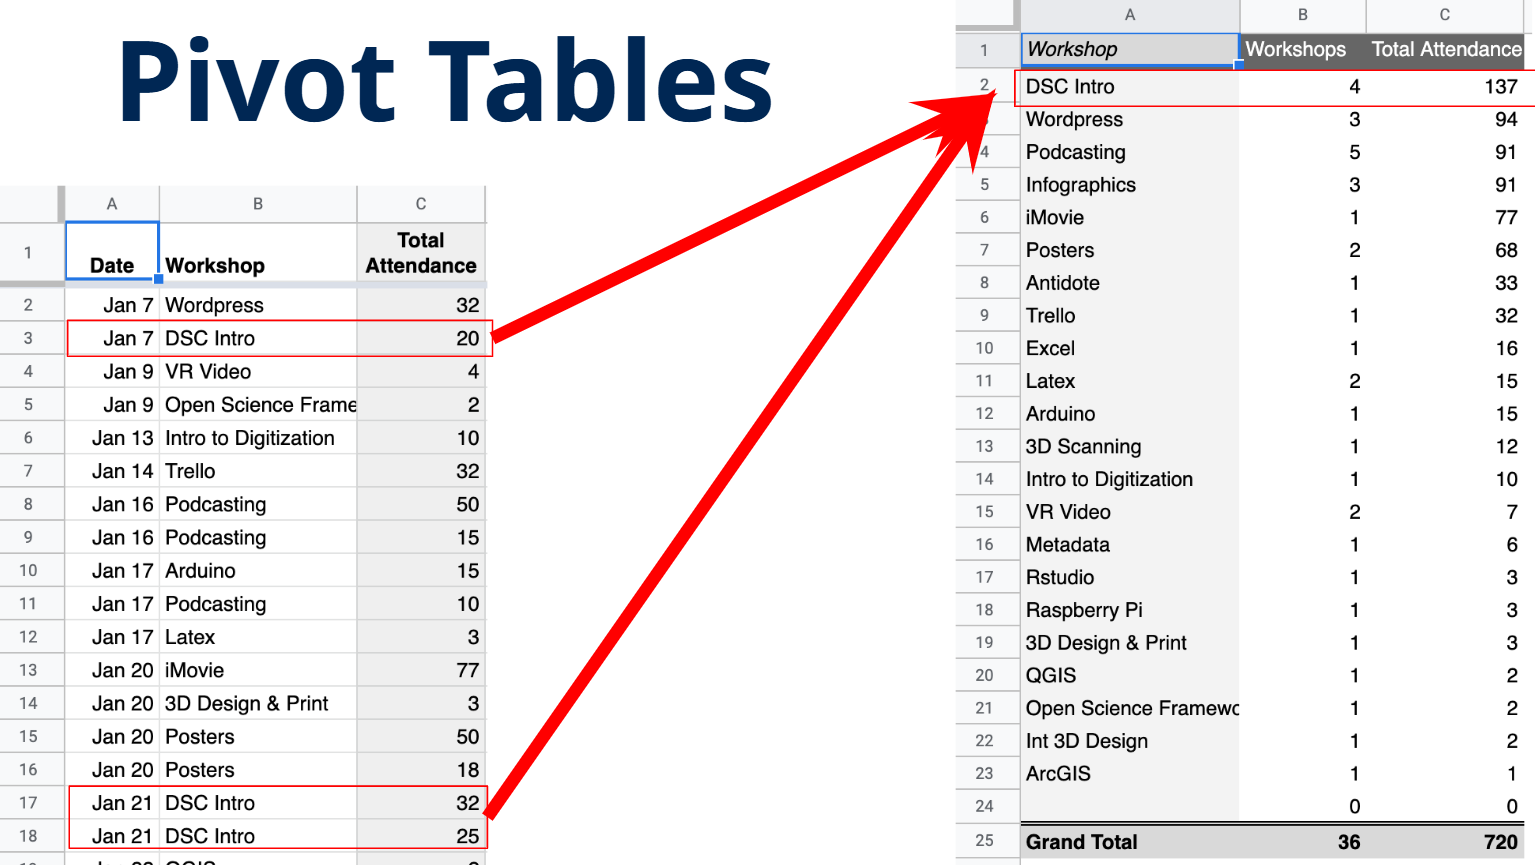 Pivot Tables
A B C
1 Date Workshop Total Attendance
2 Jan 7 Wordpress 32
3 Jan 7 DSC Intro 20
4 Jan 9 VR Video 4
5 Jan 9 Open Science Frame 2
6 Jan 13 Intro to Digitization 10
7 Jan 14 Trello 32
8 Jan 16 Podcasting 50
9 Jan 16 Podcasting 15
10 Jan 17 Arduino 15
11 Jan 17 Podcasting 10
12 Jan 17 Latex 3
13 Jan 20 iMovie 77
14 Jan 20 3D Design & Print 3
15 Jan 20 Posters 50
16 Jan 20 Posters 18
17 Jan 21 DSC Intro 32
18 Jan 21 DSC Intro 25
A B C
1 Workshop Workshops Total Attendance
2 DSC Intro 4 137
Wordpress 3 94
4 Podcasting 5 91
5 Infographics 3 91
6 iMovie 1 77
7 Posters 2 68
8 Antidote 1 33
9 Trello 1 32
10 Excel 1 16
11 Latex 2 15
12 Arduino 1 15
13 3D Scanning 1 12
14 Intro to Digitization 1 10
15 VR Video 2 7
16 Metadata 1 6
17 Rstudio 1 3
18 Raspberry Pi 1 3
19 3D Design & Print 1 3
20 QGIS 1 2
21 Open Science Framewo 1 2
22 Int 3D Design 1 2
23 ArcGIS 1 1
24 0 0
25 Grand Total 36 720